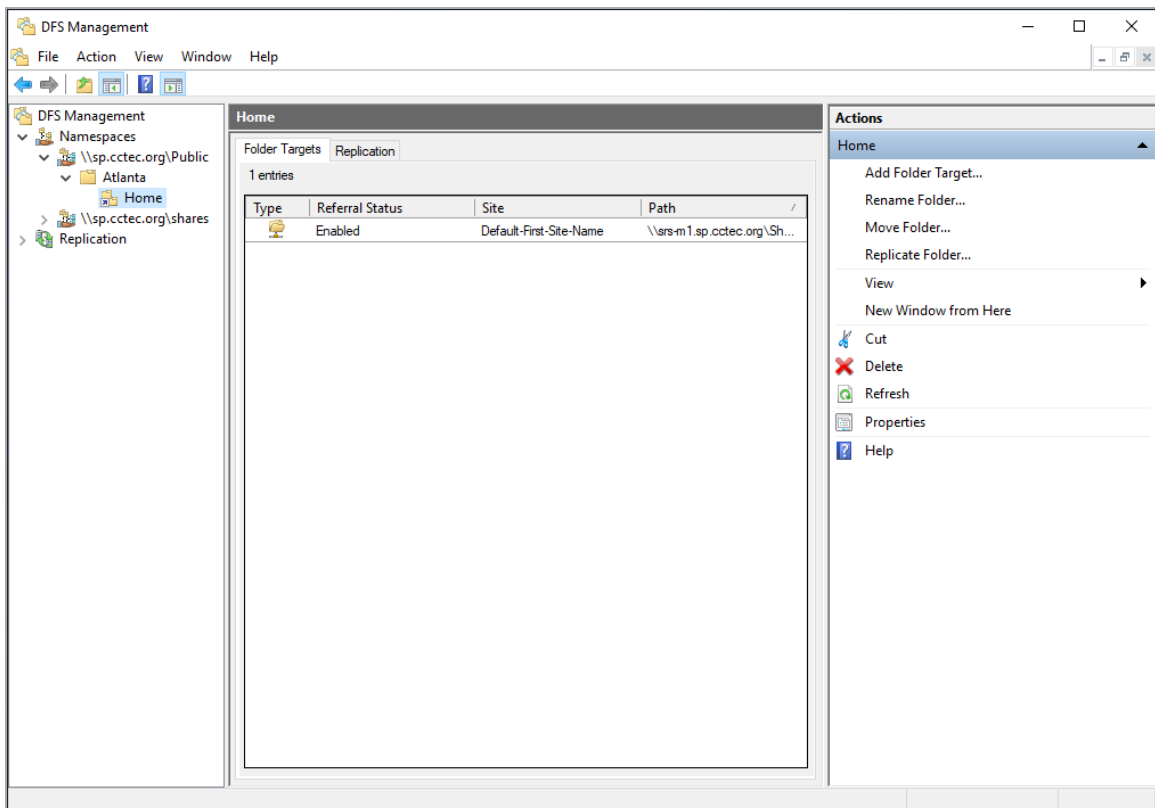 DFS Management
File Action View Window Help
DFS Management
Namespaces
\\sp.cctec.org\Public
Atlanta
Home
\\sp.cctec.org\shares
Replication
Home
Folder Targets Replication
1 entries
Type Referral Status Site Path
Enabled Default-First-Site-Name \\srs-m1.sp.cctec.org\Sh...
Actions
Home
Add Folder Target...
Rename Folder...
Move Folder...
Replicate Folder...
View
New Window from Here
Cut
Delete
Refresh
Properties
Help